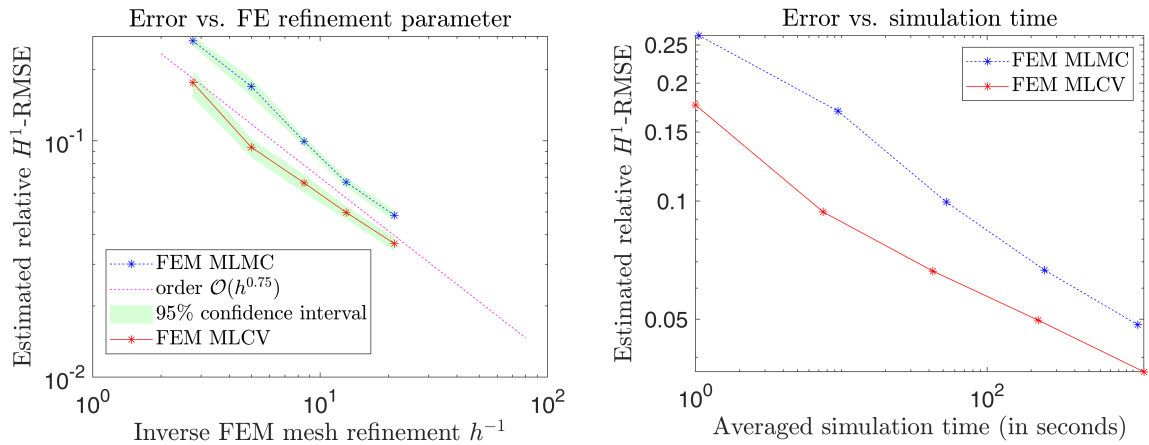 Error vs. FE refinement parameter
Estimated relative H¹-RMSE
10⁻¹
10⁻²
FEM MLMC
order 𝒪(h^0.75)
95% confidence interval
FEM MLCV
10⁰ 10¹ 10²
Inverse FEM mesh refinement h⁻¹
Error vs. simulation time
Estimated relative H¹-RMSE
0.25
0.2
0.15
0.1
0.05
FEM MLMC
FEM MLCV
10⁰ 10²
Averaged simulation time (in seconds)